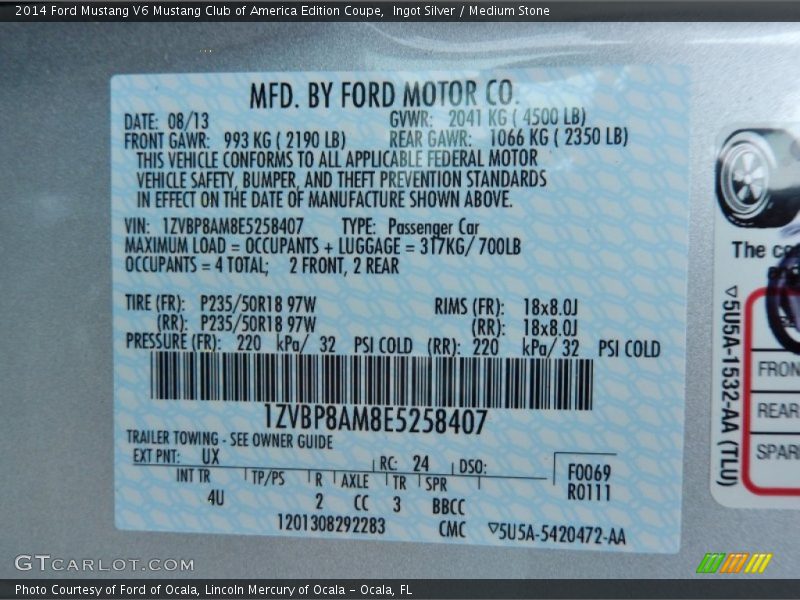 2014 Ford Mustang V6 Mustang Club of America Edition Coupe,  Ingot Silver / Medium Stone
MFD. BY FORD MOTOR CO.
DATE: 08/13 GVWR: 2041 KG ( 4500 LB)
FRONT GAWR: 993 KG ( 2190 LB) REAR GAWR: 1066 KG ( 2350 LB)
THIS VEHICLE CONFORMS TO ALL APPLICABLE FEDERAL MOTOR
VEHICLE SAFETY, BUMPER, AND THEFT PREVENTION STANDARDS
IN EFFECT ON THE DATE OF MANUFACTURE SHOWN ABOVE.
VIN: 1ZVBP8AM8E5258407 TYPE: Passenger Car
MAXIMUM LOAD = OCCUPANTS + LUGGAGE = 317KG/ 700LB
OCCUPANTS = 4 TOTAL; 2 FRONT, 2 REAR
TIRE (FR): P235/50R18 97W RIMS (FR): 18x8.0J
(RR): P235/50R18 97W (RR): 18x8.0J
PRESSURE (FR): 220 kPa/ 32 PSI COLD (RR): 220 kPa/ 32 PSI COLD
1ZVBP8AM8E5258407
TRAILER TOWING - SEE OWNER GUIDE
EXT PNT: UX RC: 24 DSO: F0069
INT TR TP/PS R AXLE TR SPR R0111
4U 2 CC 3 BBCC
1201308292283 CMC ▽5U5A-5420472-AA
The
▽5U5A-1532-AA (TLU)
FRON
REAR
SPAR
GTCARLOT.COM
Photo Courtesy of Ford of Ocala, Lincoln Mercury of Ocala - Ocala, FL